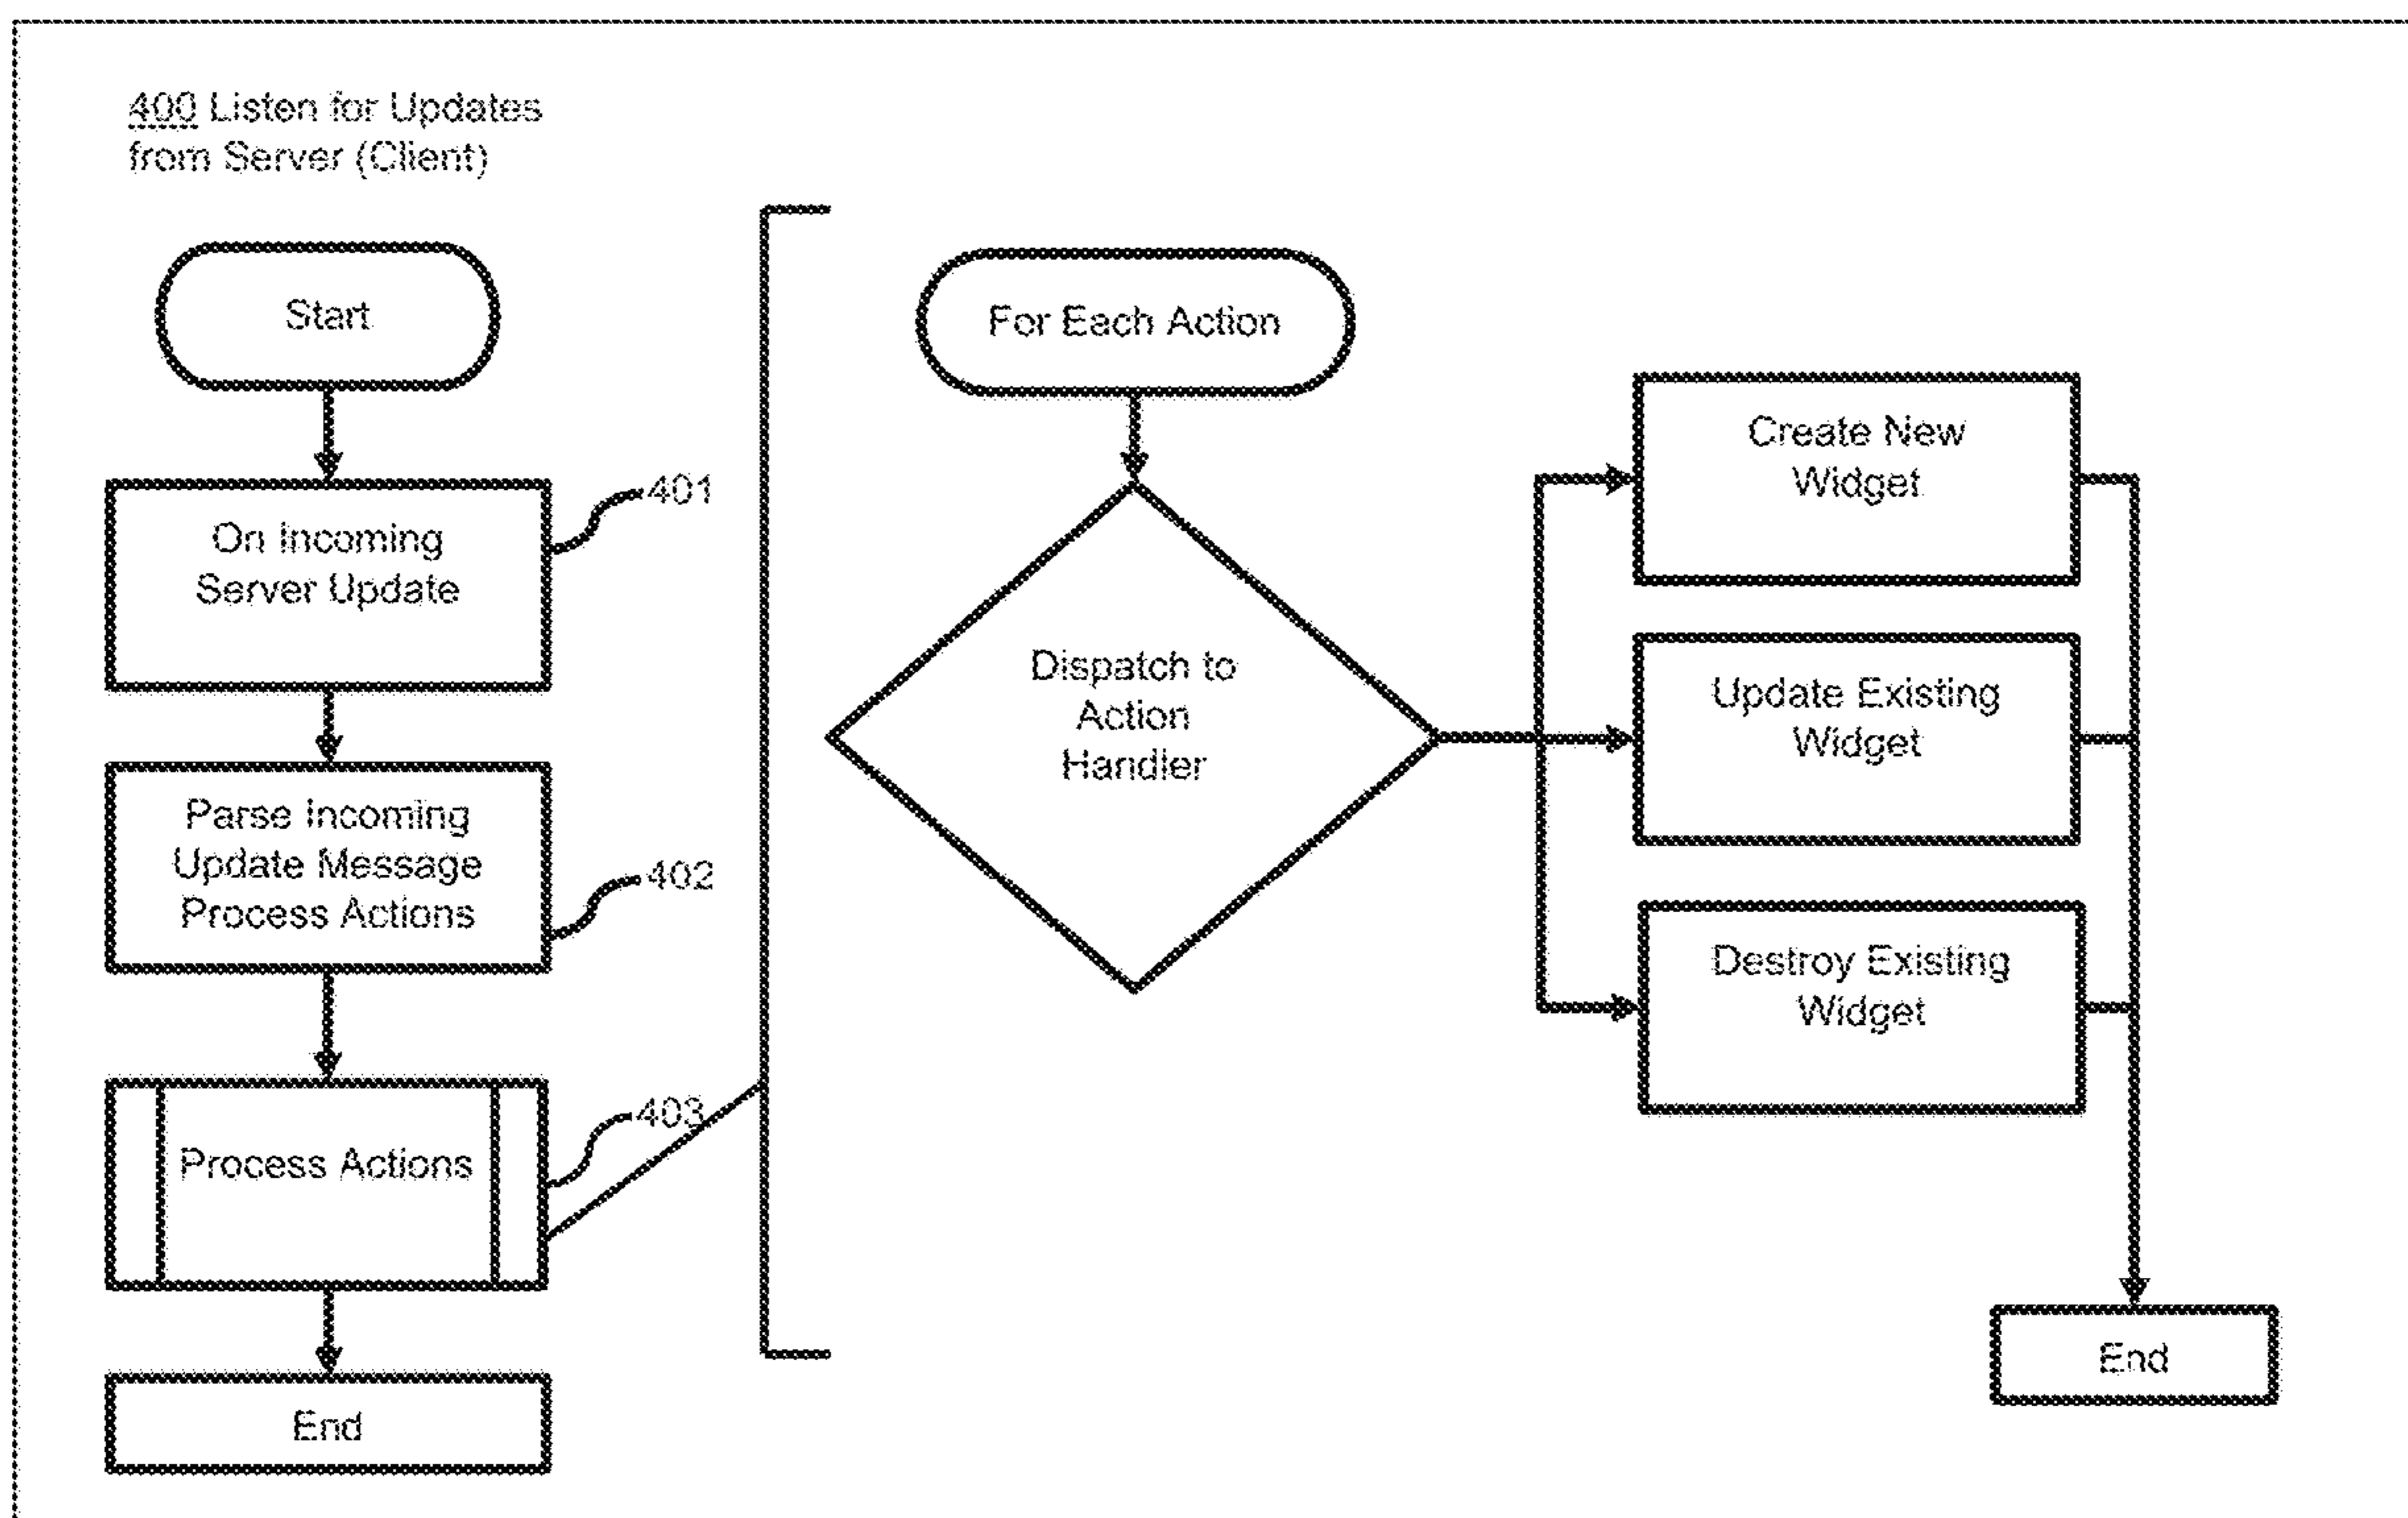 400 Listen for Updates
from Server (Client)
Start
On Incoming
Server Update
401
Parse Incoming
Update Message
Process Actions
402
Process Actions
403
End
For Each Action
Dispatch to
Action
Handler
Create New
Widget
Update Existing
Widget
Destroy Existing
Widget
End